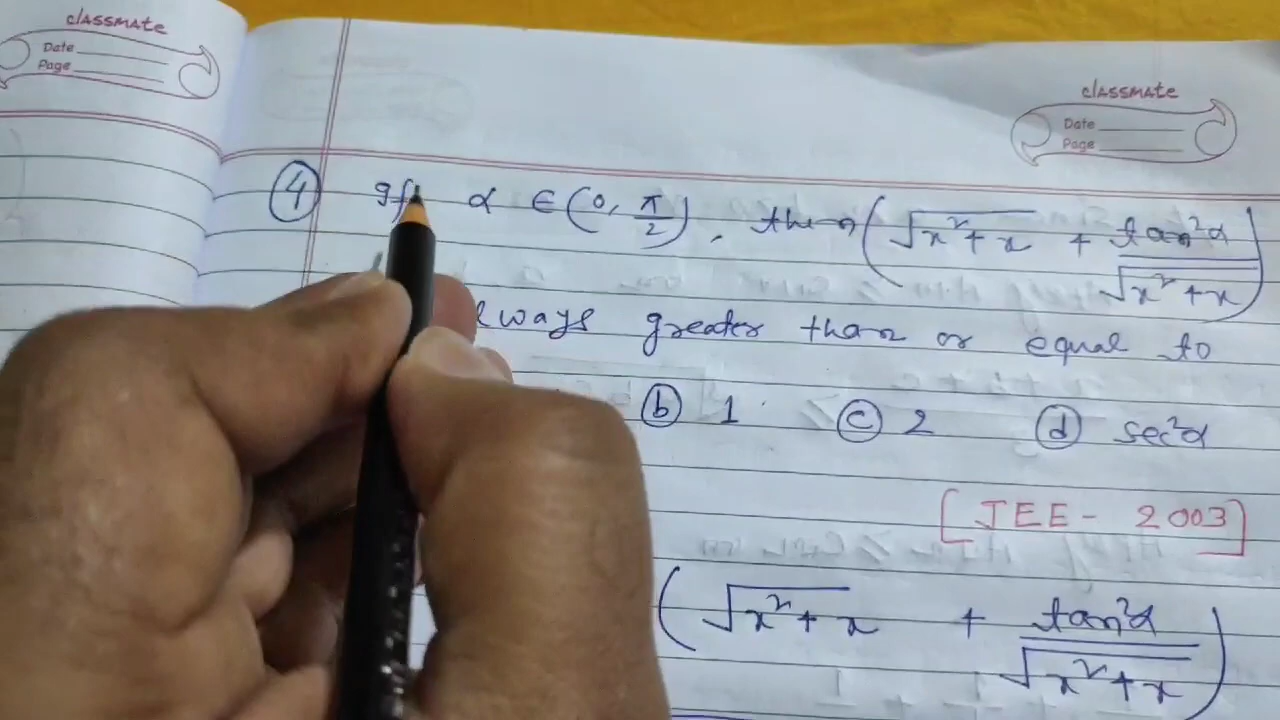 classmate
Date
Page
classmate
Date
Page
4 If α ∈ (0, π/2), then (√(x²+x) + tan²α/√(x²+x))
lways greater than or equal to
b 1 c 2 d sec²α
[JEE - 2003]
(√(x²+x) + tan²α/√(x²+x))